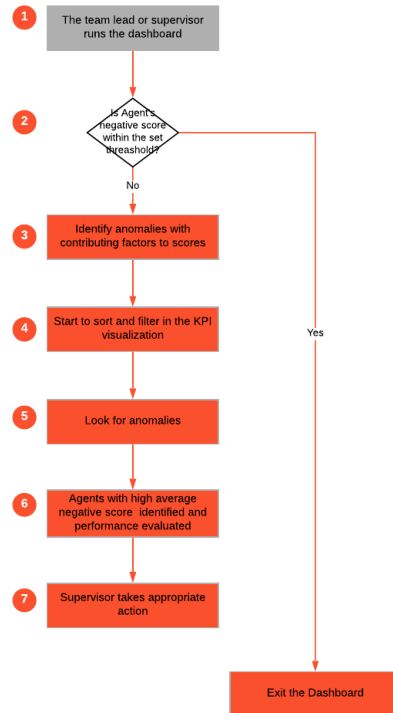 1
The team lead or supervisor
runs the dashboard
2
Is Agent's
negative score
within the set
threashold?
No
3
Identify anomalies with
contributing factors to scores
4
Start to sort and filter in the KPI
visualization
Yes
5
Look for anomalies
6
Agents with high average
negative score identified and
performance evaluated
7
Supervisor takes appropriate
action
Exit the Dashboard